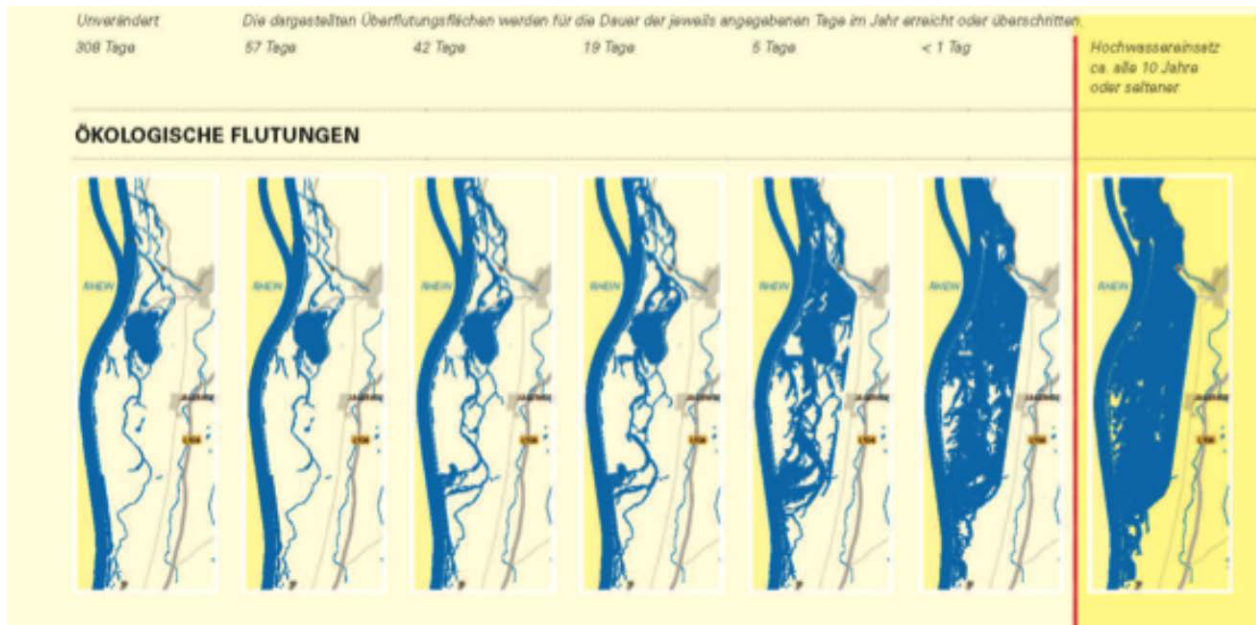 Unverändert
Die dargestellten Überflutungsflächen werden für die Dauer der jeweils angegebenen Tage im Jahr erreicht oder überschritten.
308 Tage
57 Tage
42 Tage
19 Tage
5 Tage
< 1 Tag
Hochwassereinsatz
ca. alle 10 Jahre
oder seltener
ÖKOLOGISCHE FLUTUNGEN
RHEIN
RHEIN
RHEIN
RHEIN
RHEIN
RHEIN
RHEIN